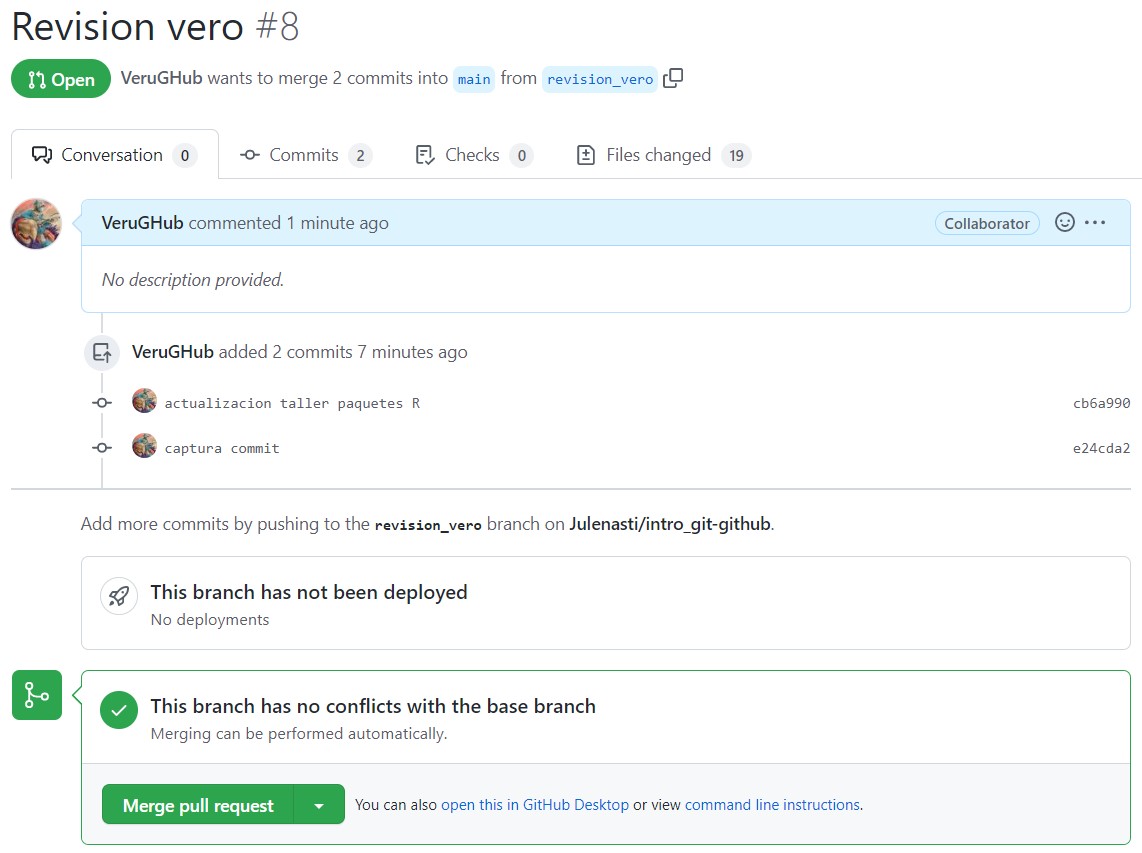 Revision vero #8
Open VeruGHub wants to merge 2 commits into main from revision_vero
Conversation 0 Commits 2 Checks 0 Files changed 19
VeruGHub commented 1 minute ago Collaborator
No description provided.
VeruGHub added 2 commits 7 minutes ago
actualizacion taller paquetes R cb6a990
captura commit e24cda2
Add more commits by pushing to the revision_vero branch on Julenasti/intro_git-github.
This branch has not been deployed
No deployments
This branch has no conflicts with the base branch
Merging can be performed automatically.
Merge pull request You can also open this in GitHub Desktop or view command line instructions.